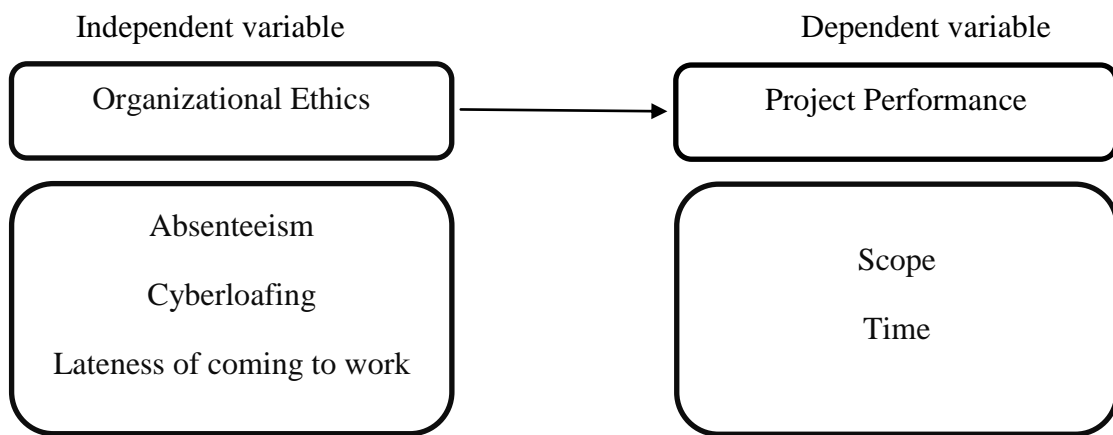 Independent variable
Dependent variable
Organizational Ethics
Project Performance
Absenteeism
Cyberloafing
Lateness of coming to work
Scope
Time